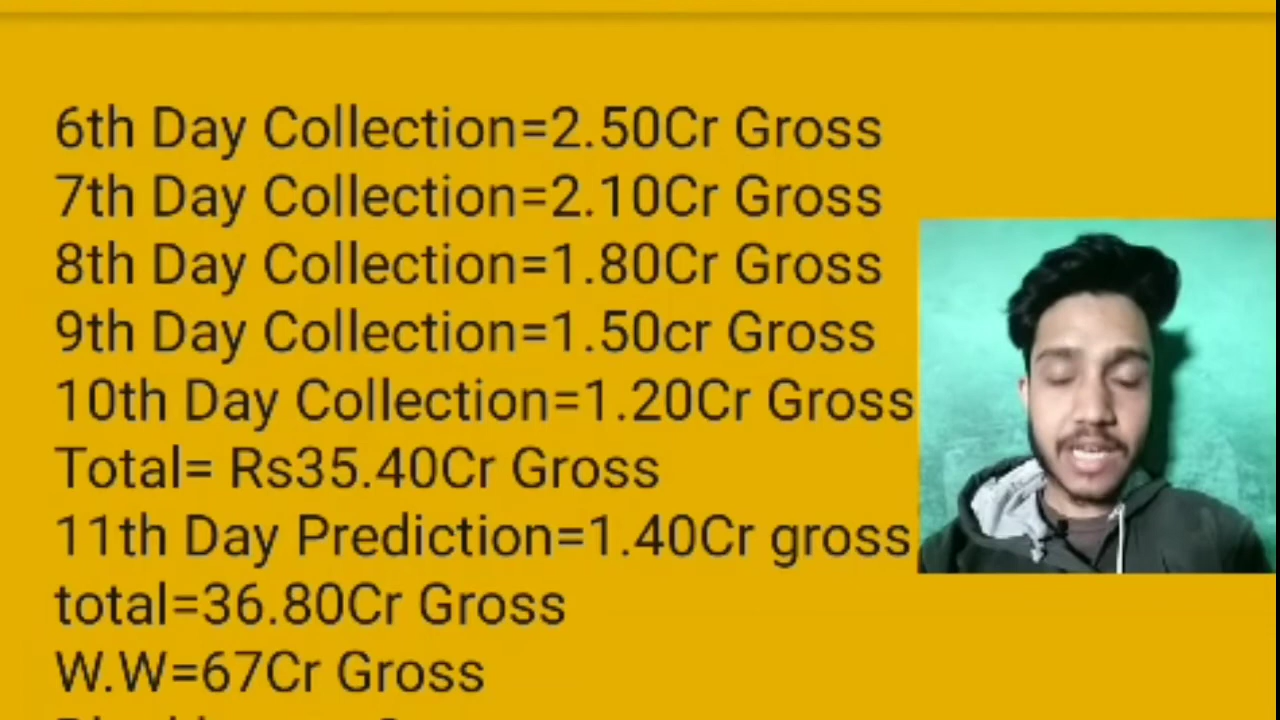 6th Day Collection=2.50Cr Gross
7th Day Collection=2.10Cr Gross
8th Day Collection=1.80Cr Gross
9th Day Collection=1.50cr Gross
10th Day Collection=1.20Cr Gross
Total= Rs35.40Cr Gross
11th Day Prediction=1.40Cr gross
total=36.80Cr Gross
W.W=67Cr Gross